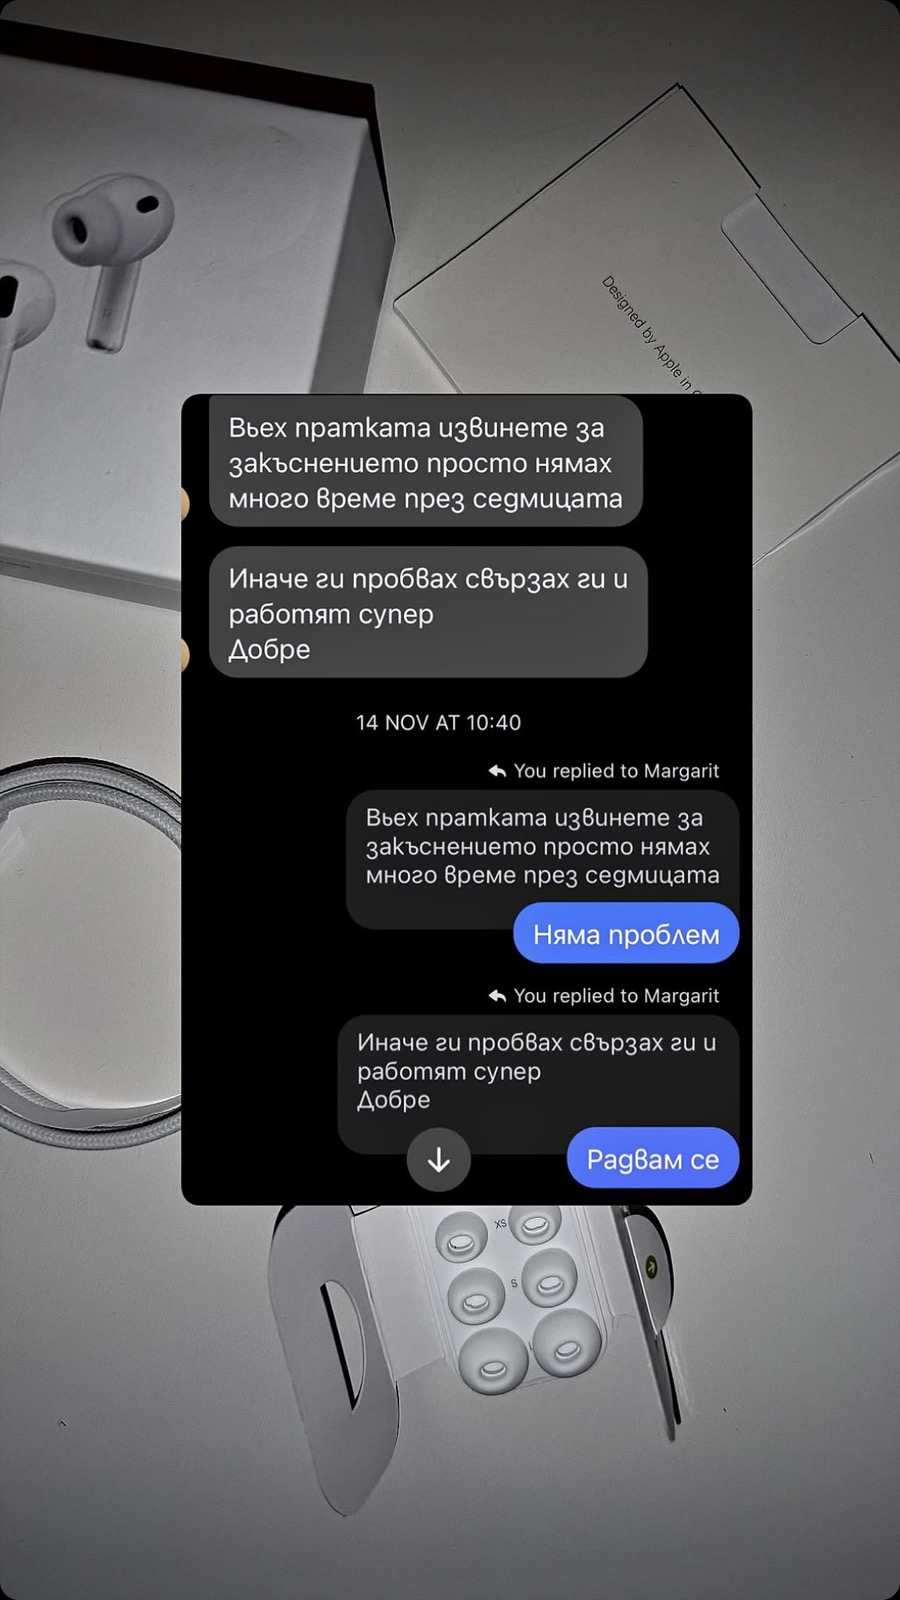 Designed by Apple in
Вьех пратката извинете за
закъснението просто нямах
много време през седмицата
Иначе ги пробвах свързах ги и
работят супер
Добре
14 NOV AT 10:40
You replied to Margarit
Вьех пратката извинете за
закъснението просто нямах
много време през седмицата
Няма проблем
You replied to Margarit
Иначе ги пробвах свързах ги и
работят супер
Добре
Радвам се
XS
S